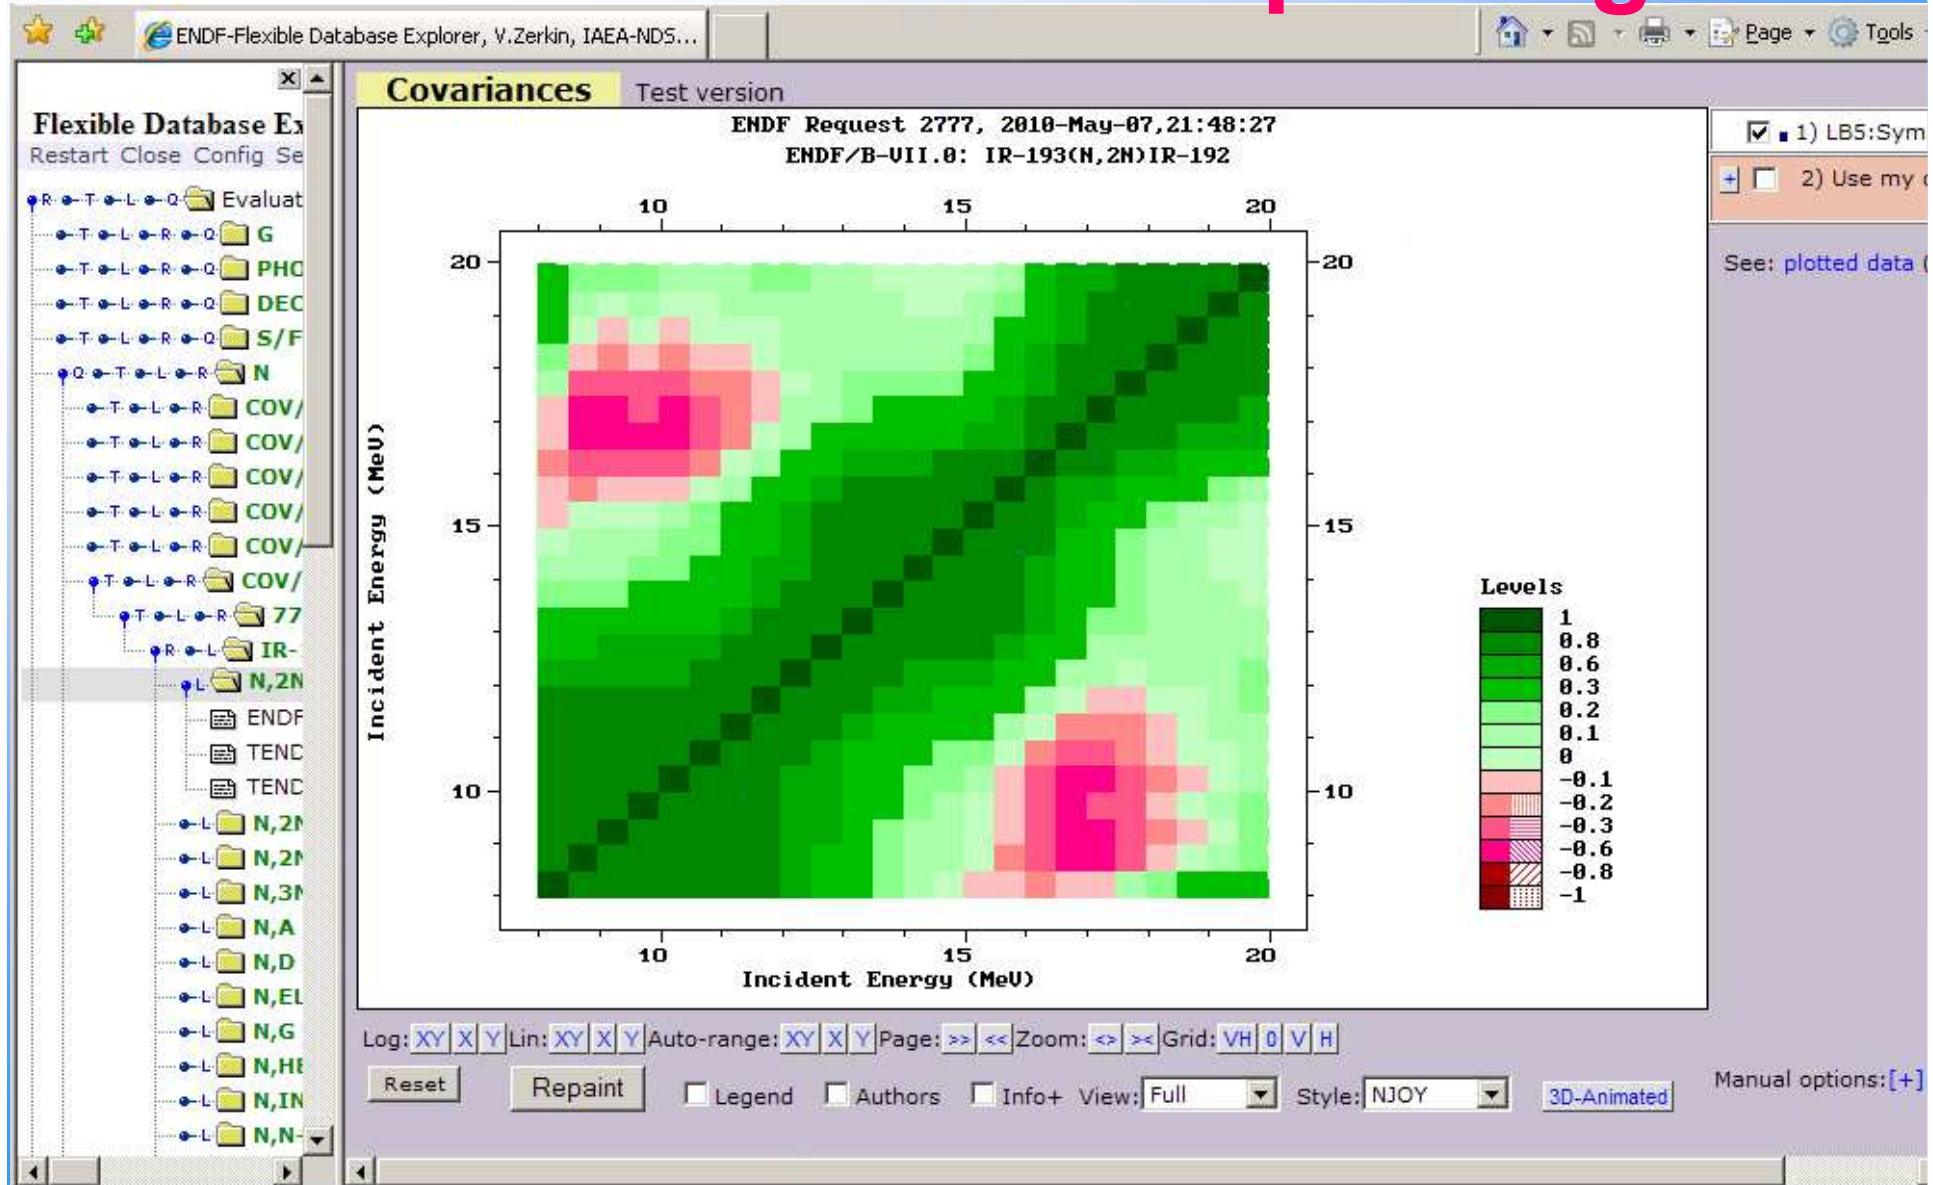 ENDF-Flexible Database Explorer, V.Zerkin, IAEA-NDS...
Page
Tools
Flexible Database Ex
Restart Close Config Se
R T L Q Evaluat
T L R Q G
T L R Q PHO
T L R Q DEC
T L R Q S/F
Q T L R N
T L R COV/
T L R COV/
T L R COV/
T L R COV/
T L R COV/
T L R COV/
T L R 77
R L IR-
L N,2N
ENDF
TEND
TEND
L N,2N
L N,2N
L N,3N
L N,A
L N,D
L N,EL
L N,G
L N,HE
L N,IN
L N,N-
Covariances Test version
ENDF Request 2777, 2010-May-07,21:48:27
ENDF/B-VII.0: IR-193(N,2N)IR-192
10 15 20
20 20
15 15
10 10
10 15 20
Incident Energy (MeV)
Incident Energy (MeV)
Levels
1
0.8
0.6
0.3
0.2
0.1
0
-0.1
-0.2
-0.3
-0.6
-0.8
-1
1) LB5:Sym
+ 2) Use my
See: plotted data (
Log: XY X Y Lin: XY X Y Auto-range: XY X Y Page: >> << Zoom: <> >< Grid: VH 0 V H
Reset Repaint Legend Authors Info+ View: Full Style: NJOY 3D-Animated
Manual options:[+]